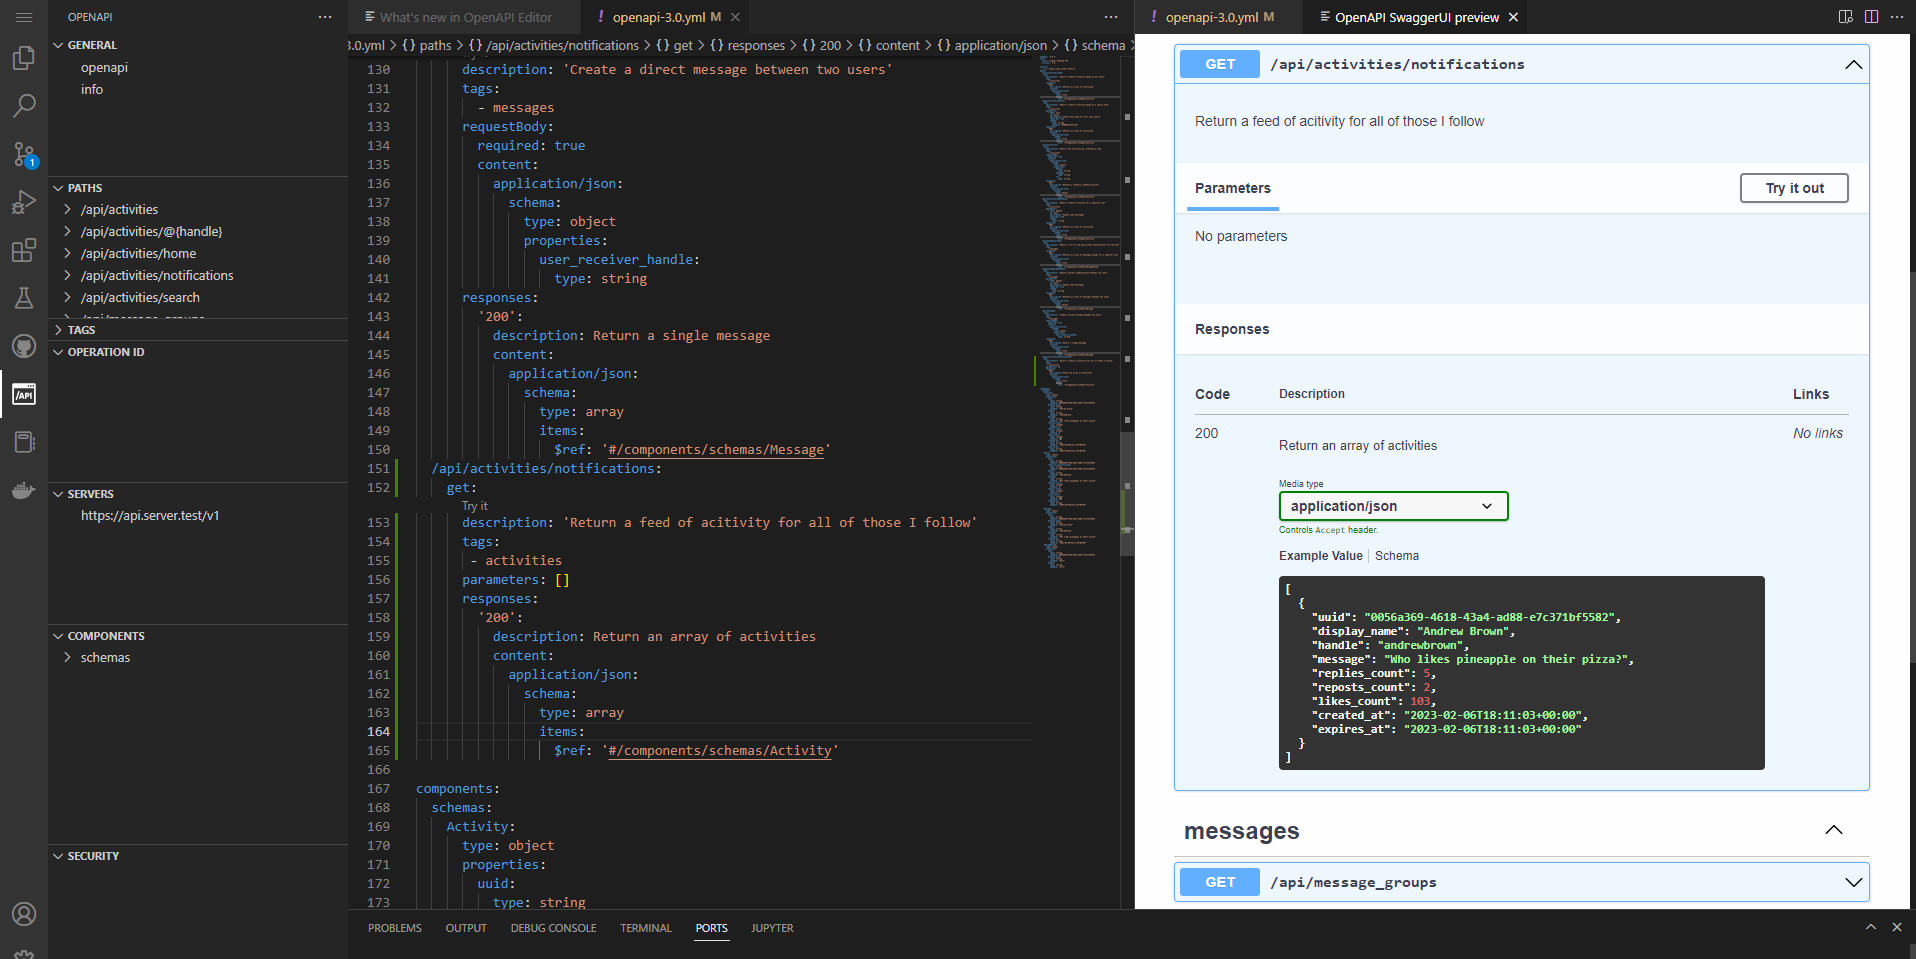 OPENAPI
GENERAL
openapi
info
PATHS
/api/activities
/api/activities/@{handle}
/api/activities/home
/api/activities/notifications
/api/activities/search
TAGS
OPERATION ID
SERVERS
https://api.server.test/v1
COMPONENTS
schemas
SECURITY
1
/API
What's new in OpenAPI Editor
! openapi-3.0.yml M
3.0.yml > {} paths > {} /api/activities/notifications > {} get > {} responses > {} 200 > {} content > {} application/json > {} schema >
130 description: 'Create a direct message between two users'
131 tags:
132 - messages
133 requestBody:
134 required: true
135 content:
136 application/json:
137 schema:
138 type: object
139 properties:
140 user_receiver_handle:
141 type: string
142 responses:
143 '200':
144 description: Return a single message
145 content:
146 application/json:
147 schema:
148 type: array
149 items:
150 $ref: '#/components/schemas/Message'
151 /api/activities/notifications:
152 get:
Try it
153 description: 'Return a feed of acitivity for all of those I follow'
154 tags:
155 - activities
156 parameters: []
157 responses:
158 '200':
159 description: Return an array of activities
160 content:
161 application/json:
162 schema:
163 type: array
164 items:
165 $ref: '#/components/schemas/Activity'
166
167 components:
168 schemas:
169 Activity:
170 type: object
171 properties:
172 uuid:
173 type: string
PROBLEMS OUTPUT DEBUG CONSOLE TERMINAL PORTS JUPYTER
! openapi-3.0.yml M
OpenAPI SwaggerUI preview
GET /api/activities/notifications
Return a feed of acitivity for all of those I follow
Parameters
Try it out
No parameters
Responses
Code Description Links
200 Return an array of activities No links
Media type
application/json
Controls Accept header.
Example Value Schema
[
{
"uuid": "0056a369-4618-43a4-ad88-e7c371bf5582",
"display_name": "Andrew Brown",
"handle": "andrewbrown",
"message": "Who likes pineapple on their pizza?",
"replies_count": 5,
"reposts_count": 2,
"likes_count": 103,
"created_at": "2023-02-06T18:11:03+00:00",
"expires_at": "2023-02-06T18:11:03+00:00"
}
]
messages
GET /api/message_groups